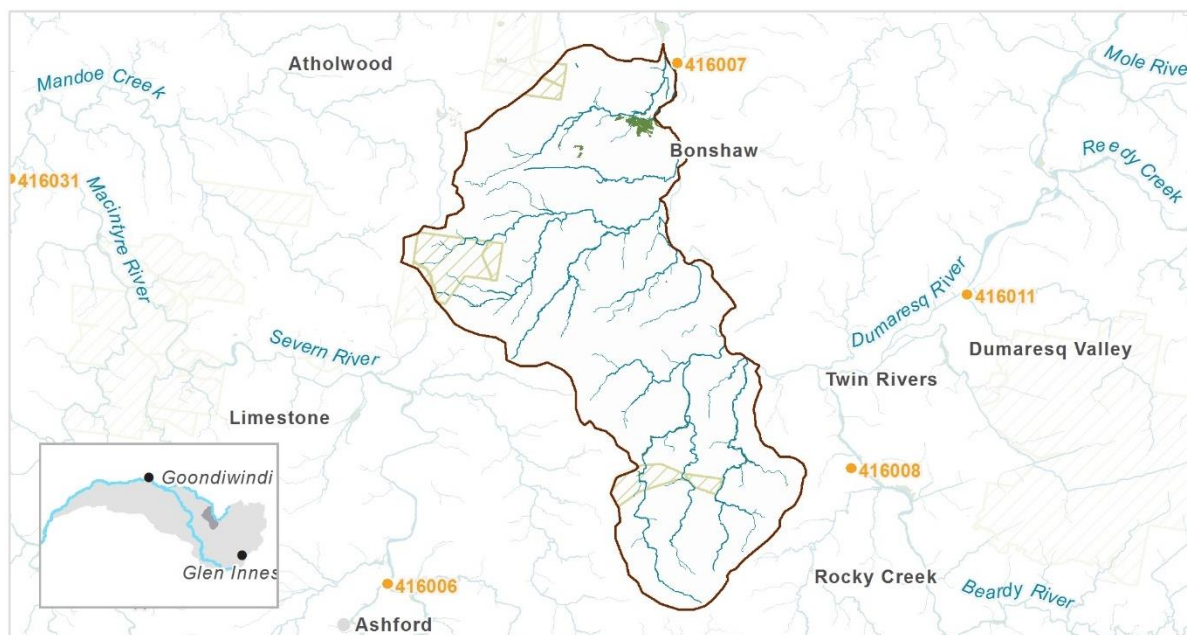 Mandoe Creek
Atholwood
416007
Mole River
Bonshaw
Reedy Creek
416031
Macintyre River
Dumaresq River
416011
Severn River
Dumaresq Valley
Twin Rivers
Limestone
Goondiwindi
416008
Glen Innes
416006
Rocky Creek
Beardy River
Ashford